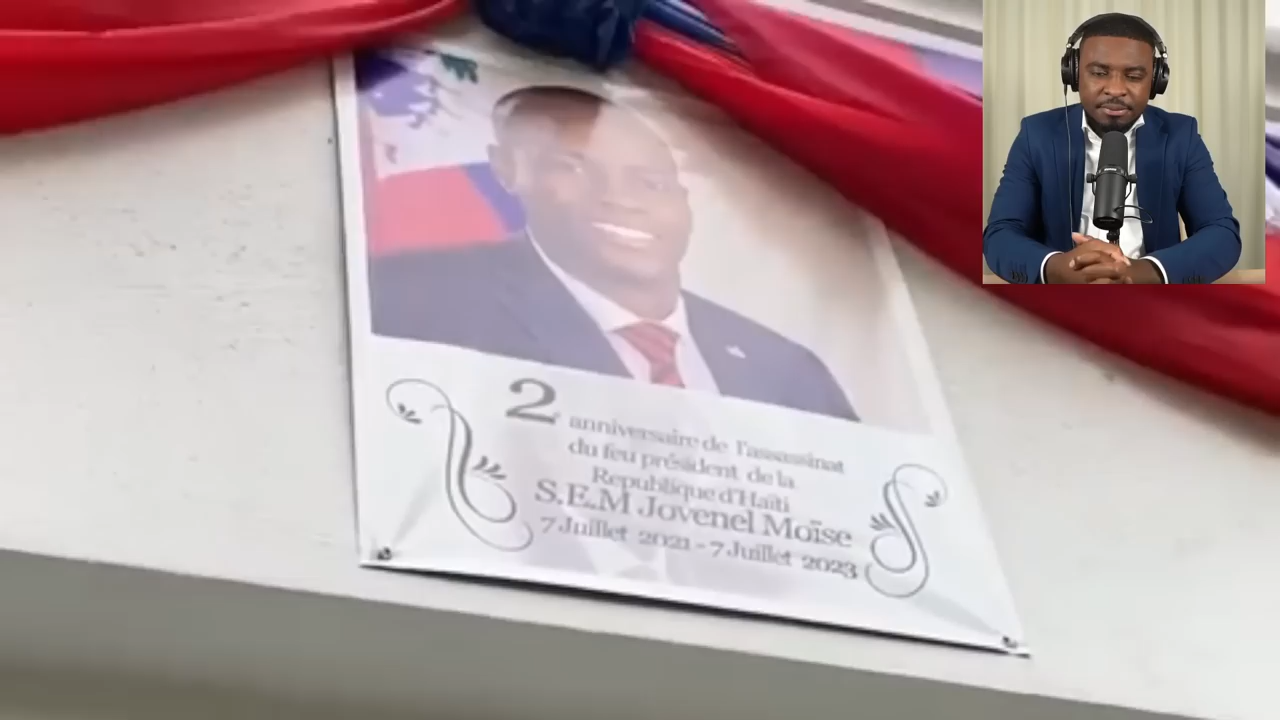 2 anniversaire de l'assassinat
du feu président de la
Republique d'Haïti
S.E.M Jovenel Moïse
7 Juillet 2021 - 7 Juillet 2023